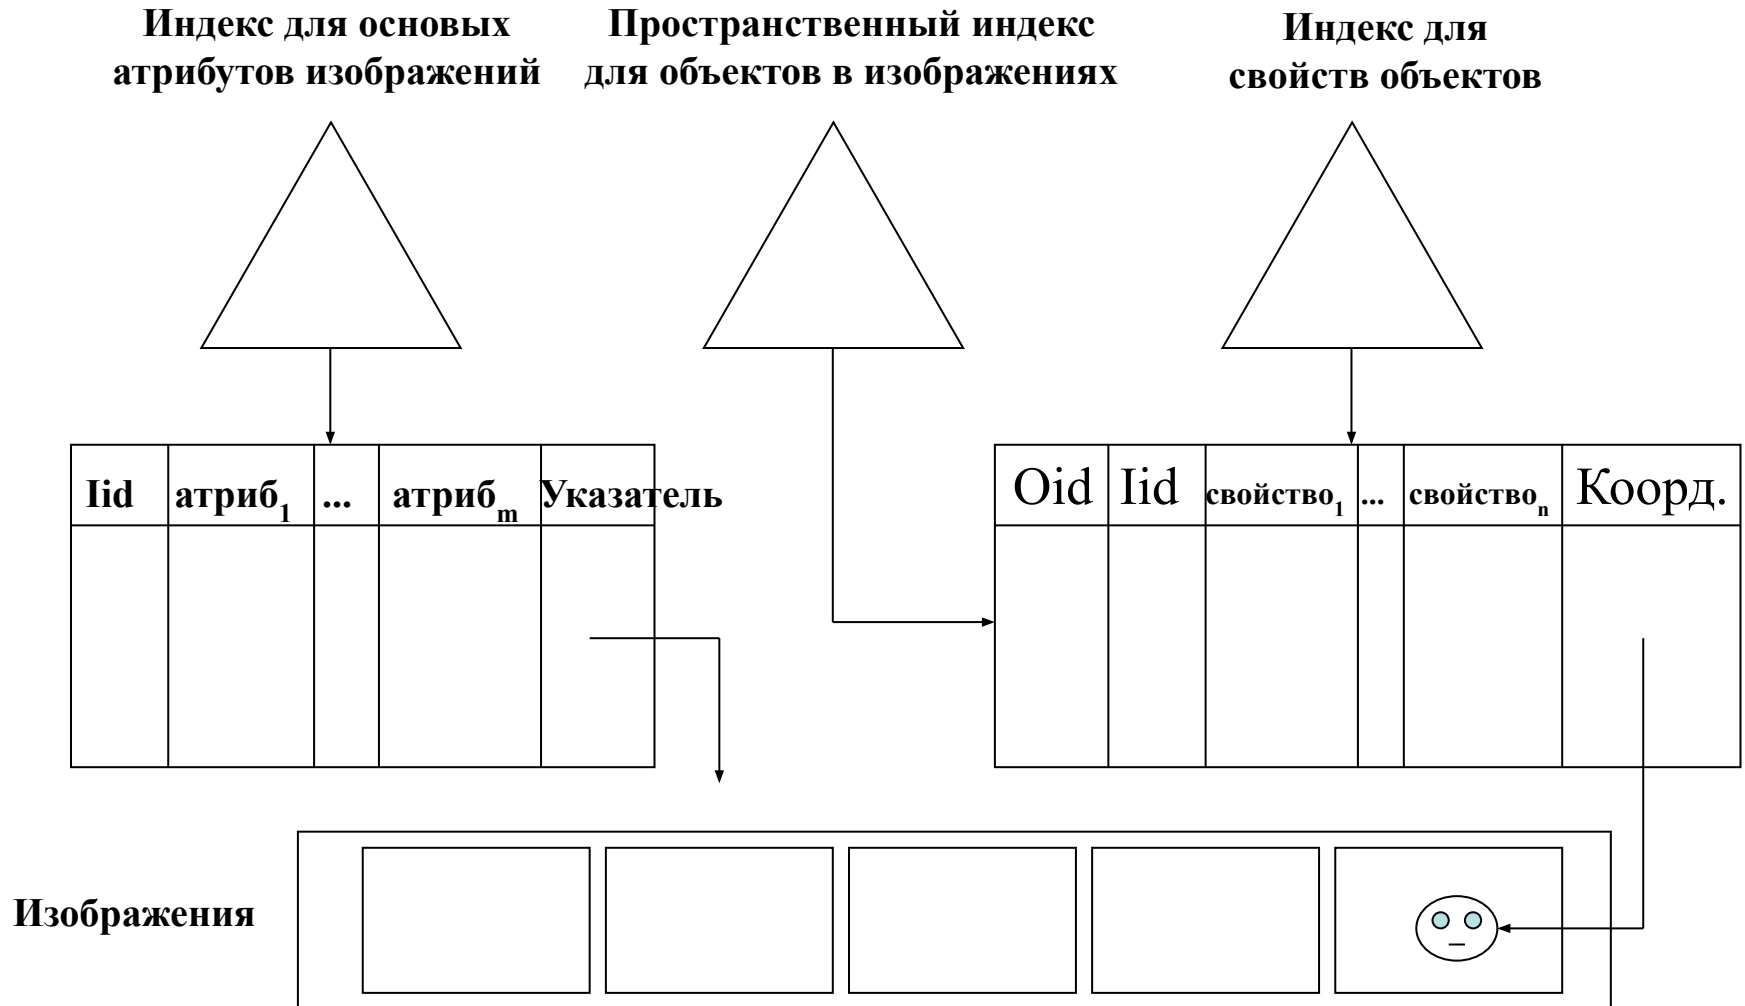 Индекс для основых
атрибутов изображений
Пространственный индекс
для объектов в изображениях
Индекс для
свойств объектов
Iid атриб1 ... атрибm Указатель
Oid Iid свойство1 ... свойствоn Коорд.
Изображения